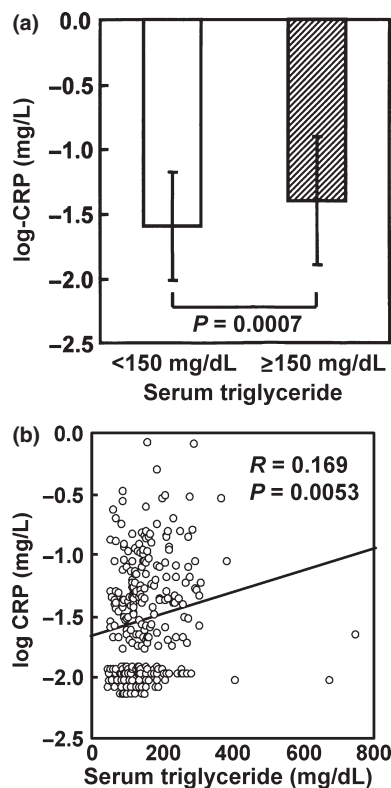 (a)
0.0
−0.5
−1.0
−1.5
−2.0
−2.5
log-CRP (mg/L)
P = 0.0007
<150 mg/dL ≥150 mg/dL
Serum triglyceride
(b)
0.0
−0.5
−1.0
−1.5
−2.0
−2.5
log CRP (mg/L)
R = 0.169
P = 0.0053
0 200 400 600 800
Serum triglyceride (mg/dL)